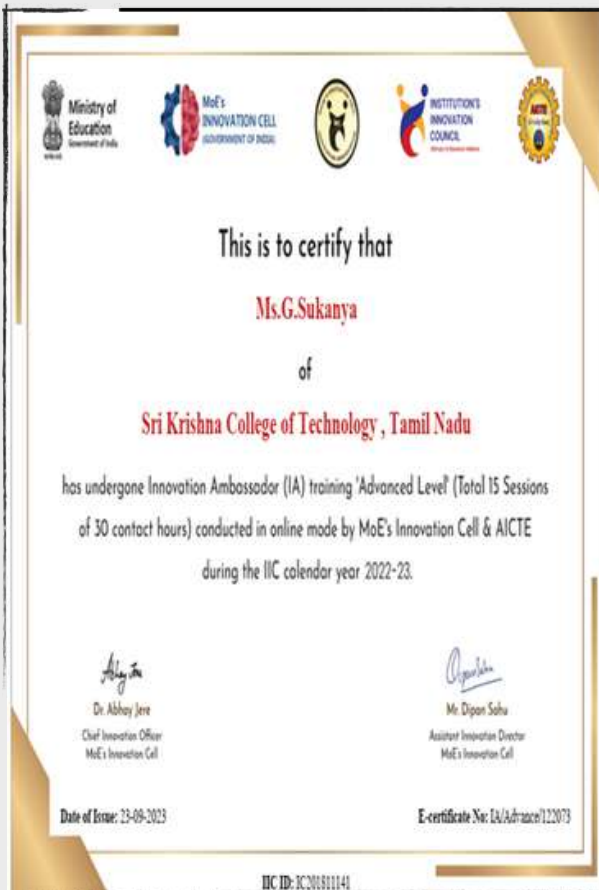 Ministry of
Education
Government of India
MoE's
INNOVATION CELL
(GOVERNMENT OF INDIA)
INSTITUTION'S
INNOVATION
COUNCIL
AICTE
This is to certify that
Ms.G.Sukanya
of
Sri Krishna College of Technology , Tamil Nadu
has undergone Innovation Ambassador (IA) training 'Advanced Level' (Total 15 Sessions
of 30 contact hours) conducted in online mode by MoE's Innovation Cell & AICTE
during the IIC calendar year 2022-23.
Dr. Abhay Jere
Chief Innovation Officer
MoE's Innovation Cell
Mr. Dipan Sahu
Assistant Innovation Director
MoE's Innovation Cell
Date of Issue: 23-09-2023
E-certificate No: IA/Advance/122073
IIC ID: IC201811141